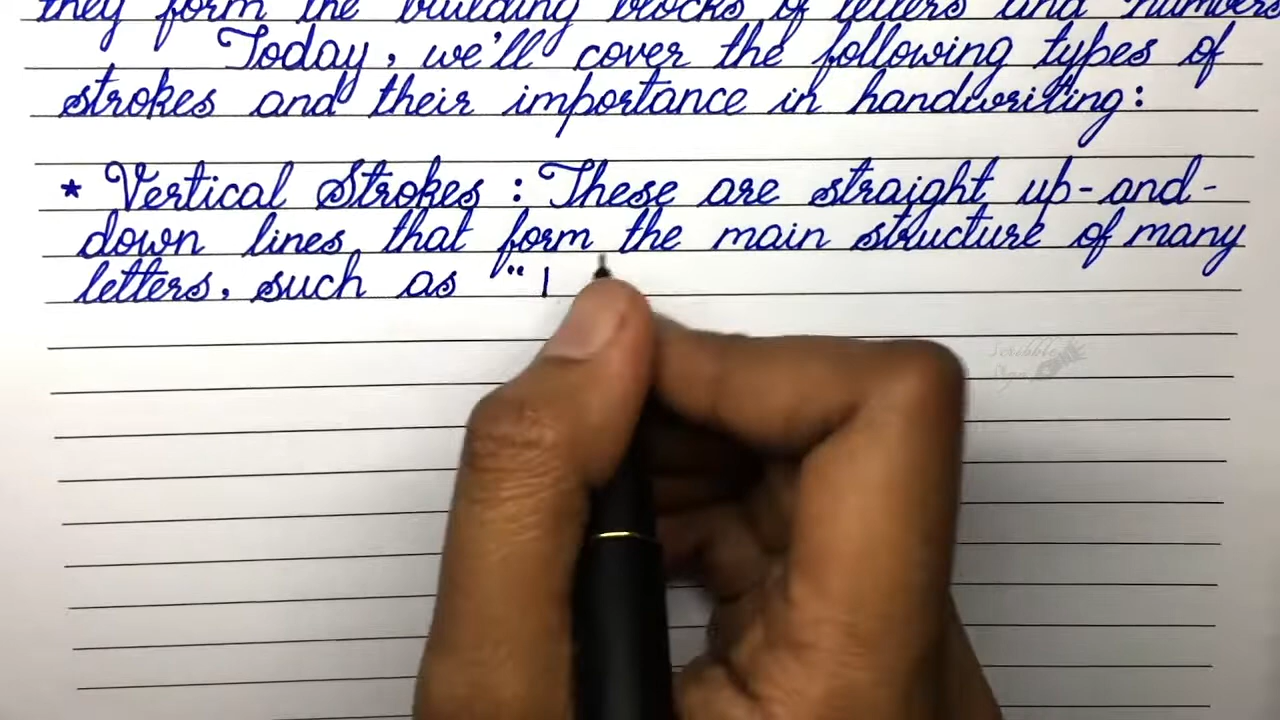 they form the building blocks of letters and numbers
Today, we'll cover the following types of
strokes and their importance in handwriting:
* Vertical Strokes : These are straight up-and-
down lines that form the main structure of many
letters, such as "l
Scribble